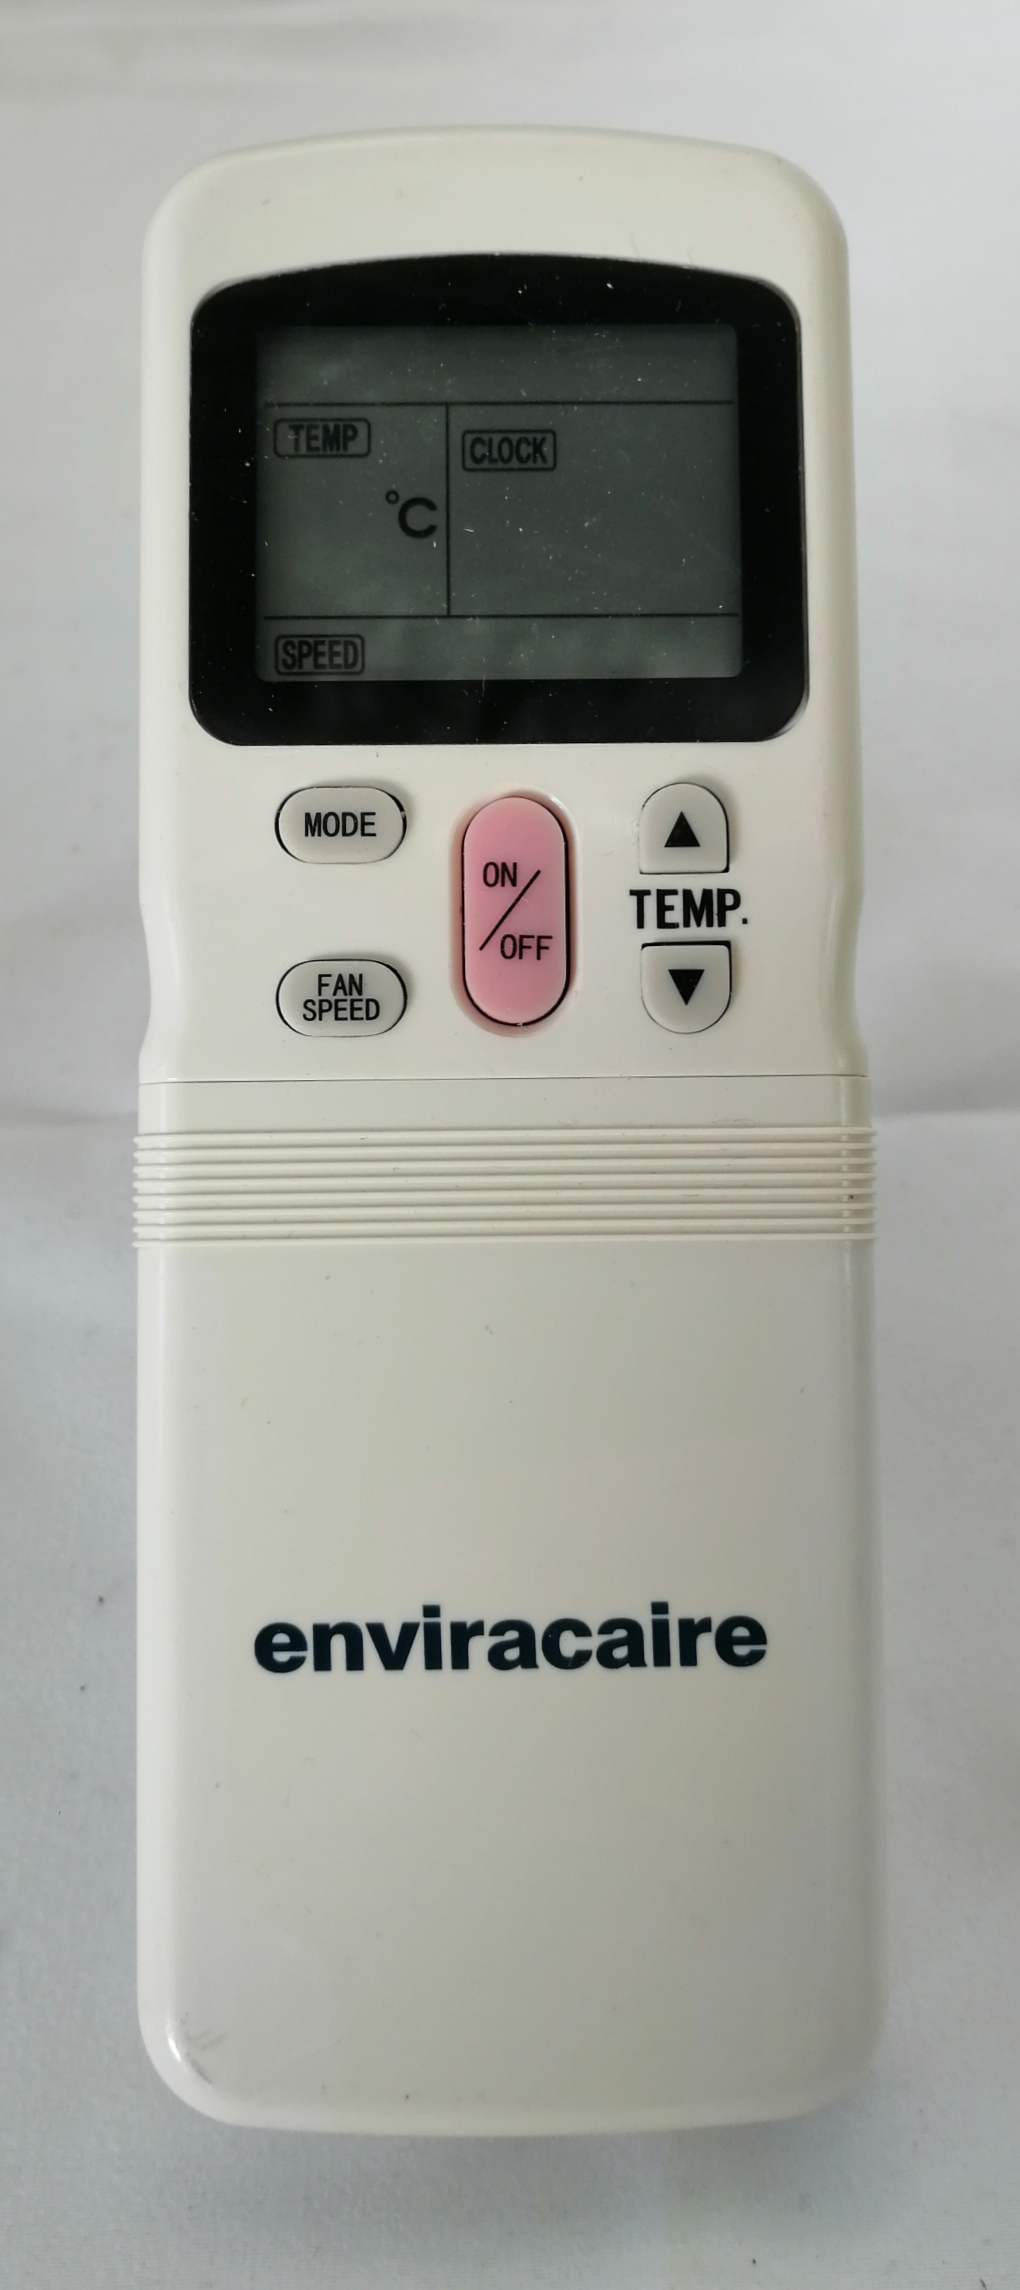 TEMP
CLOCK
°C
SPEED
MODE
ON/OFF
▲
TEMP.
▼
FAN
SPEED
enviracaire